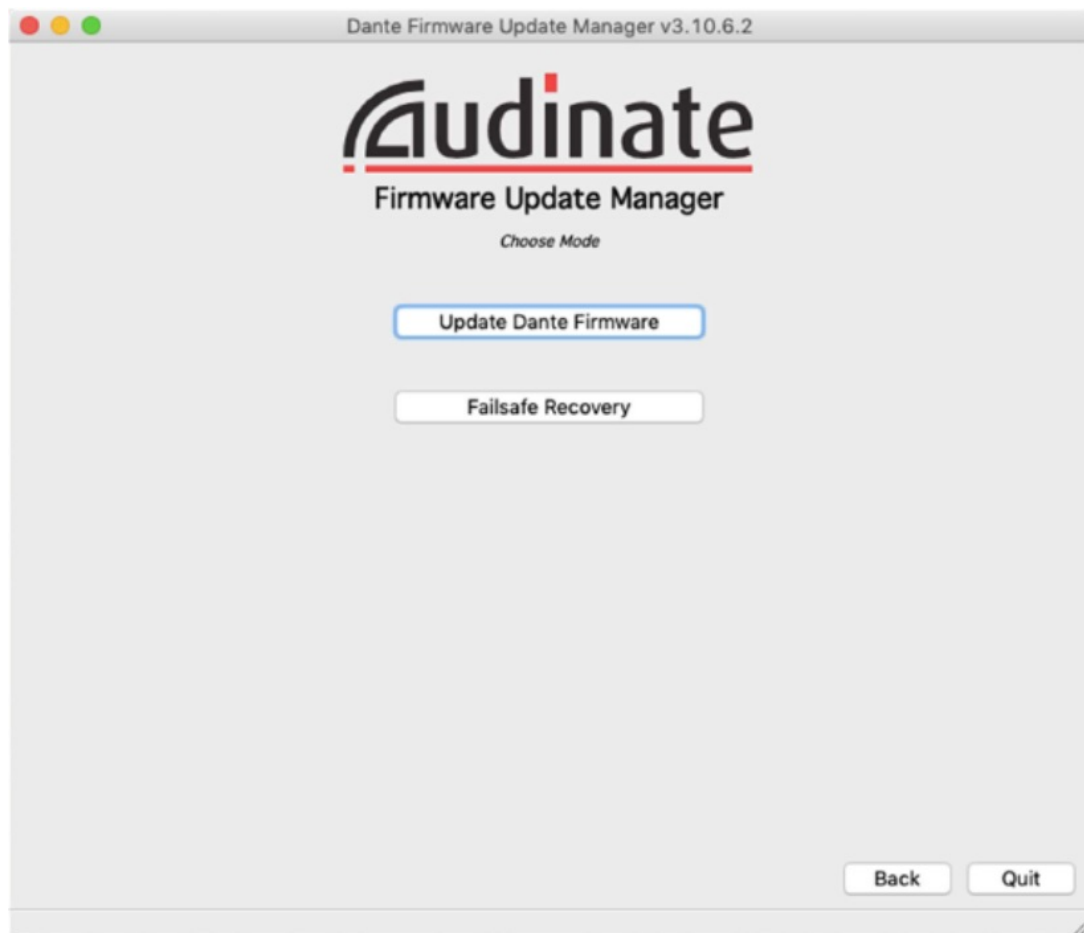 Dante Firmware Update Manager v3.10.6.2
Audinate
Firmware Update Manager
Choose Mode
Update Dante Firmware
Failsafe Recovery
Back Quit